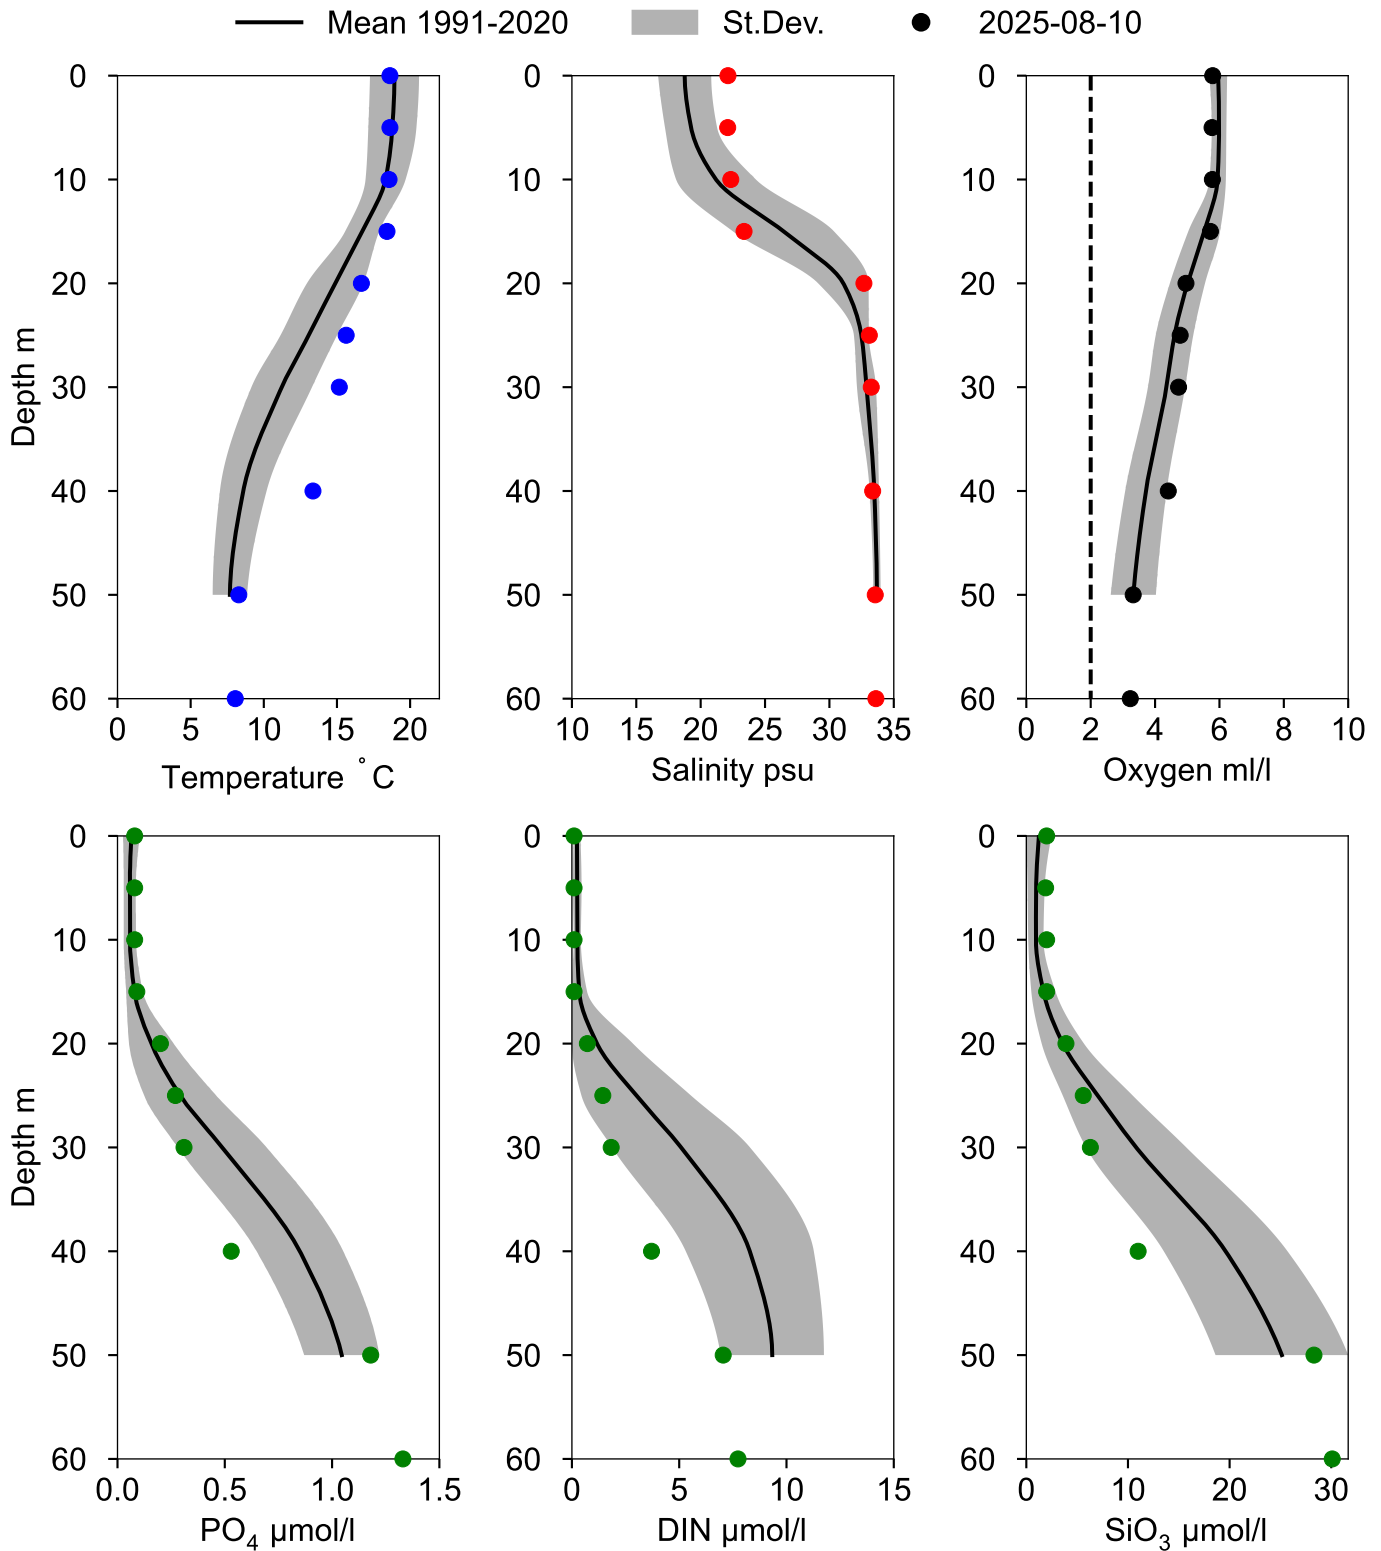 Mean 1991-2020 St.Dev. 2025-08-10
0 0 0
10 10 10
20 20 20
30 30 30
40 40 40
50 50 50
60 60 60
Depth m
0 5 10 15 20 10 15 20 25 30 35 0 2 4 6 8 10
Temperature °C Salinity psu Oxygen ml/l
0 0 0
10 10 10
20 20 20
30 30 30
40 40 40
50 50 50
60 60 60
Depth m
0.0 0.5 1.0 1.5 0 5 10 15 0 10 20 30
PO₄ µmol/l DIN µmol/l SiO₃ µmol/l